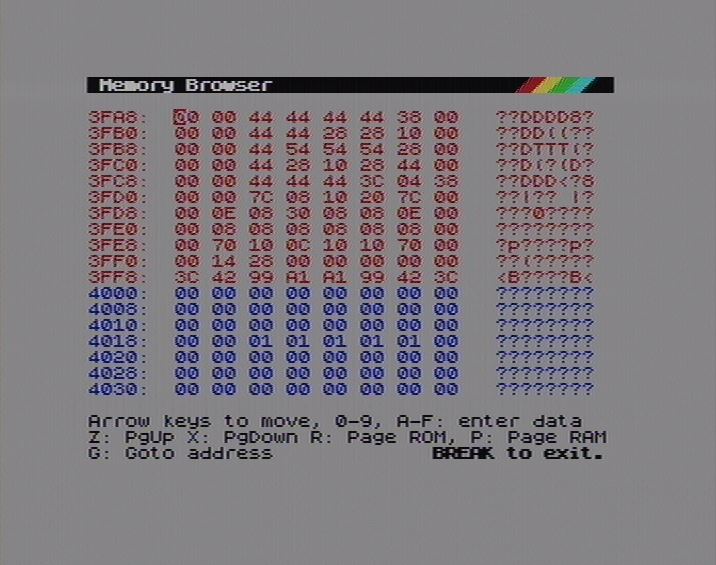 Memory Browser
3FA8: 00 00 44 44 44 44 38 00 ??DDDD8?
3FB0: 00 00 44 44 28 28 10 00 ??DD((??
3FB8: 00 00 44 54 54 54 28 00 ??DTTT(?
3FC0: 00 00 44 28 10 28 44 00 ??D(?(D?
3FC8: 00 00 44 44 44 3C 04 38 ??DDD<?8
3FD0: 00 00 7C 08 10 20 7C 00 ??|?? |?
3FD8: 00 0E 08 30 08 08 0E 00 ???0????
3FE0: 00 08 08 08 08 08 08 00 ????????
3FE8: 00 70 10 0C 10 10 70 00 ?p????p?
3FF0: 00 14 28 00 00 00 00 00 ??(?????
3FF8: 3C 42 99 A1 A1 99 42 3C <B????B<
4000: 00 00 00 00 00 00 00 00 ????????
4008: 00 00 00 00 00 00 00 00 ????????
4010: 00 00 00 00 00 00 00 00 ????????
4018: 00 00 01 01 01 01 01 00 ????????
4020: 00 00 00 00 00 00 00 00 ????????
4028: 00 00 00 00 00 00 00 00 ????????
4030: 00 00 00 00 00 00 00 00 ????????
Arrow keys to move, 0-9, A-F: enter data
Z: PgUp X: PgDown R: Page ROM, P: Page RAM
G: Goto address BREAK to exit.